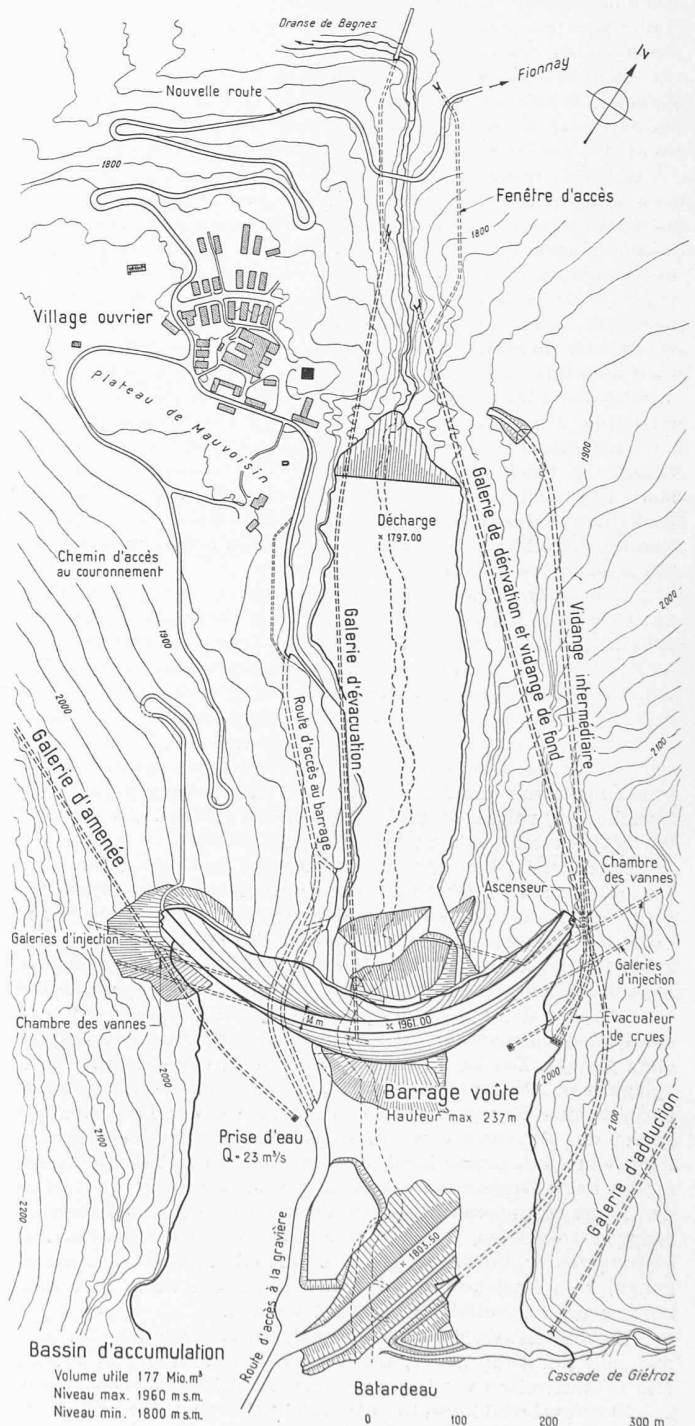 Dranse de Bagnes
N
Fionnay
Nouvelle route
1800
Fenêtre d'accès
1800
Village ouvrier
plateau de Mauvoisin
1900
Décharge
× 1797.00
Galerie de dérivation et vidange de fond
Vidange intermédiaire
2000
Chemin d'accès
au couronnement
1900
Galerie d'évacuation
2000
Route d'accès au barrage
2100
Galerie d'amenée
Chambre
des vannes
Ascenseur
Galeries d'injection
Galeries
d'injection
14 m
× 1961.00
Chambre des vannes
Evacuateur
de crues
2000
2000
Barrage voûte
Hauteur max 237 m
2100
Prise d'eau
Q = 23 m³/s
2100
Galerie d'adduction
2200
× 1803.50
Route d'accès à la gravière
Bassin d'accumulation
Volume utile 177 Mio. m³
Niveau max. 1960 m s.m.
Niveau min. 1800 m s.m.
Batardeau
Cascade de Giétroz
0 100 200 300 m